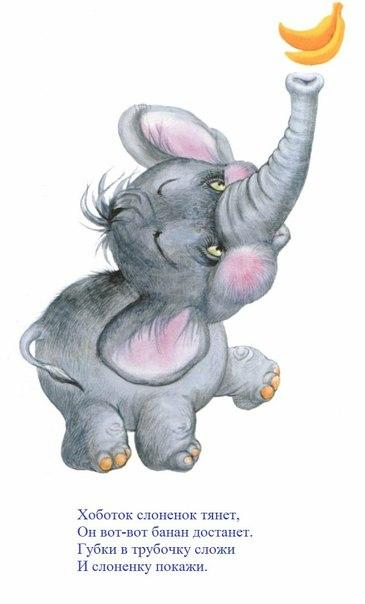 Хоботок слоненок тянет,
Он вот-вот банан достанет.
Губки в трубочку сложи
И слоненку покажи.